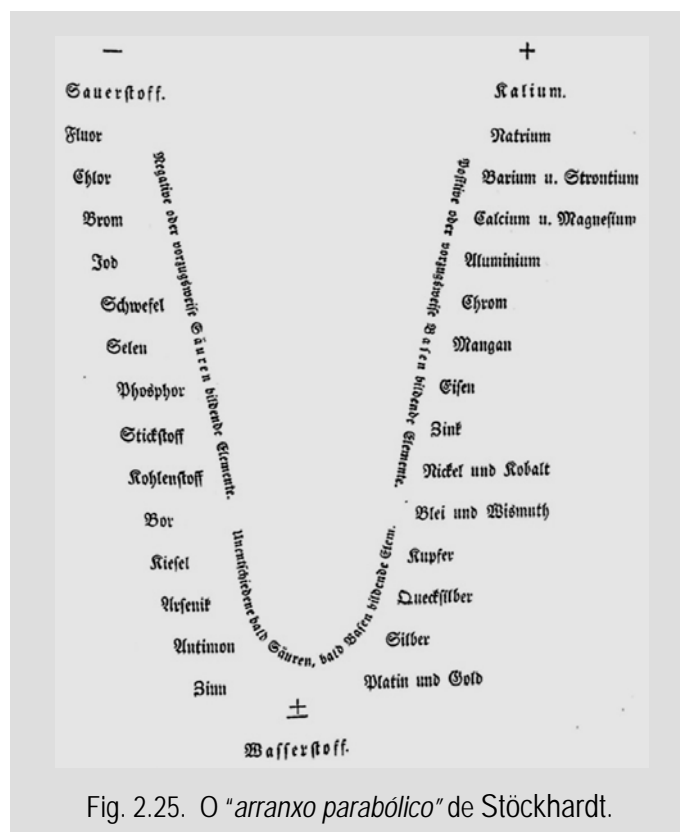 −
Sauerstoff.
Fluor
Chlor
Brom
Jod
Schwefel
Selen
Phosphor
Stickstoff
Kohlenstoff
Bor
Kiesel
Arsenik
Antimon
Zinn
Negative oder vorzugsweise Säuren bildende Elemente.
Unentschiedene bald Säuren, bald Basen bildende Elem.
Positive oder vorzugsweise Basen bildende Elemente.
+
Kalium.
Natrium
Barium u. Strontium
Calcium u. Magnesium
Aluminium
Chrom
Mangan
Eisen
Zink
Nickel und Kobalt
Blei und Wismuth
Kupfer
Quecksilber
Silber
Platin und Gold
±
Wasserstoff.
Fig. 2.25. O “arranxo parabólico” de Stöckhardt.